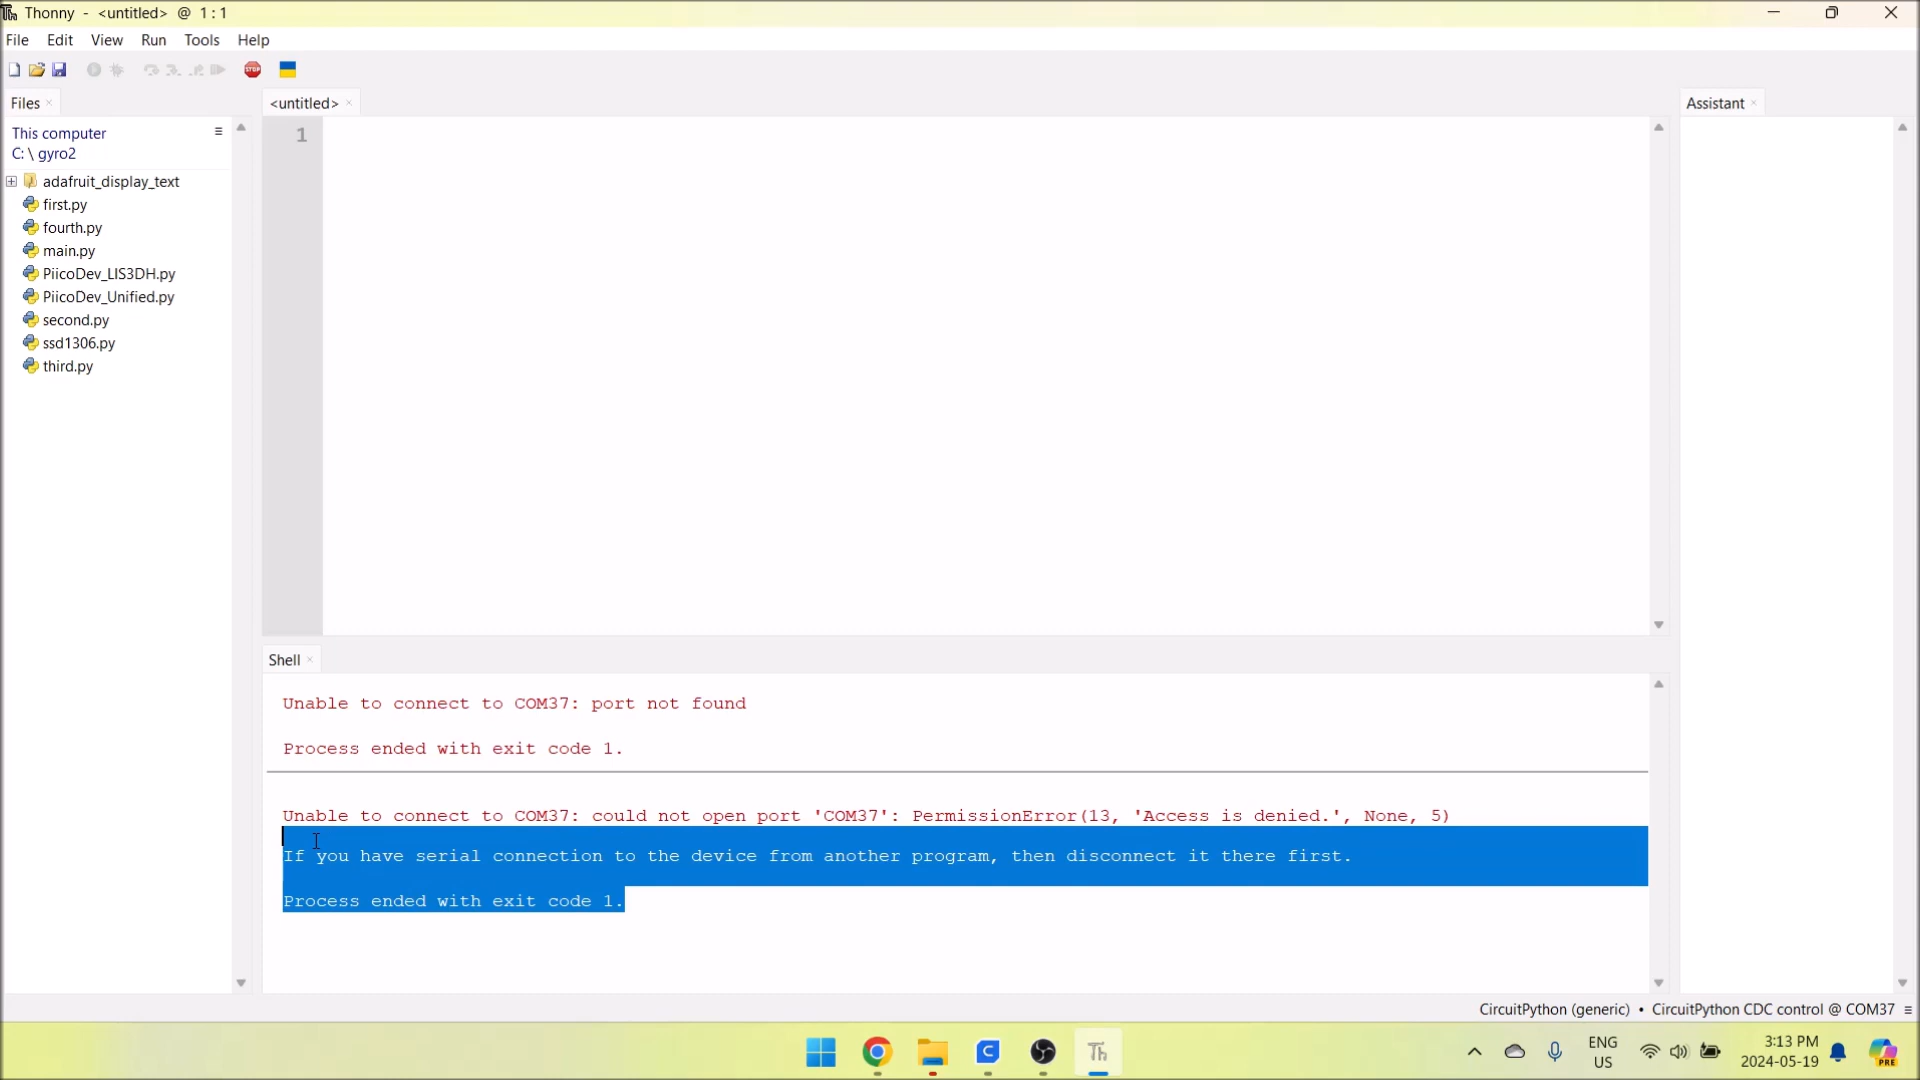 Thonny - <untitled> @ 1 : 1
File Edit View Run Tools Help
STOP
Files
This computer
C: \ gyro2
adafruit_display_text
first.py
fourth.py
main.py
PiicoDev_LIS3DH.py
PiicoDev_Unified.py
second.py
ssd1306.py
third.py
<untitled>
1
Assistant
Shell
Unable to connect to COM37: port not found
Process ended with exit code 1.
Unable to connect to COM37: could not open port 'COM37': PermissionError(13, 'Access is denied.', None, 5)
If you have serial connection to the device from another program, then disconnect it there first.
Process ended with exit code 1.
CircuitPython (generic) • CircuitPython CDC control @ COM37
Th
ENG
US
3:13 PM
2024-05-19
PRE